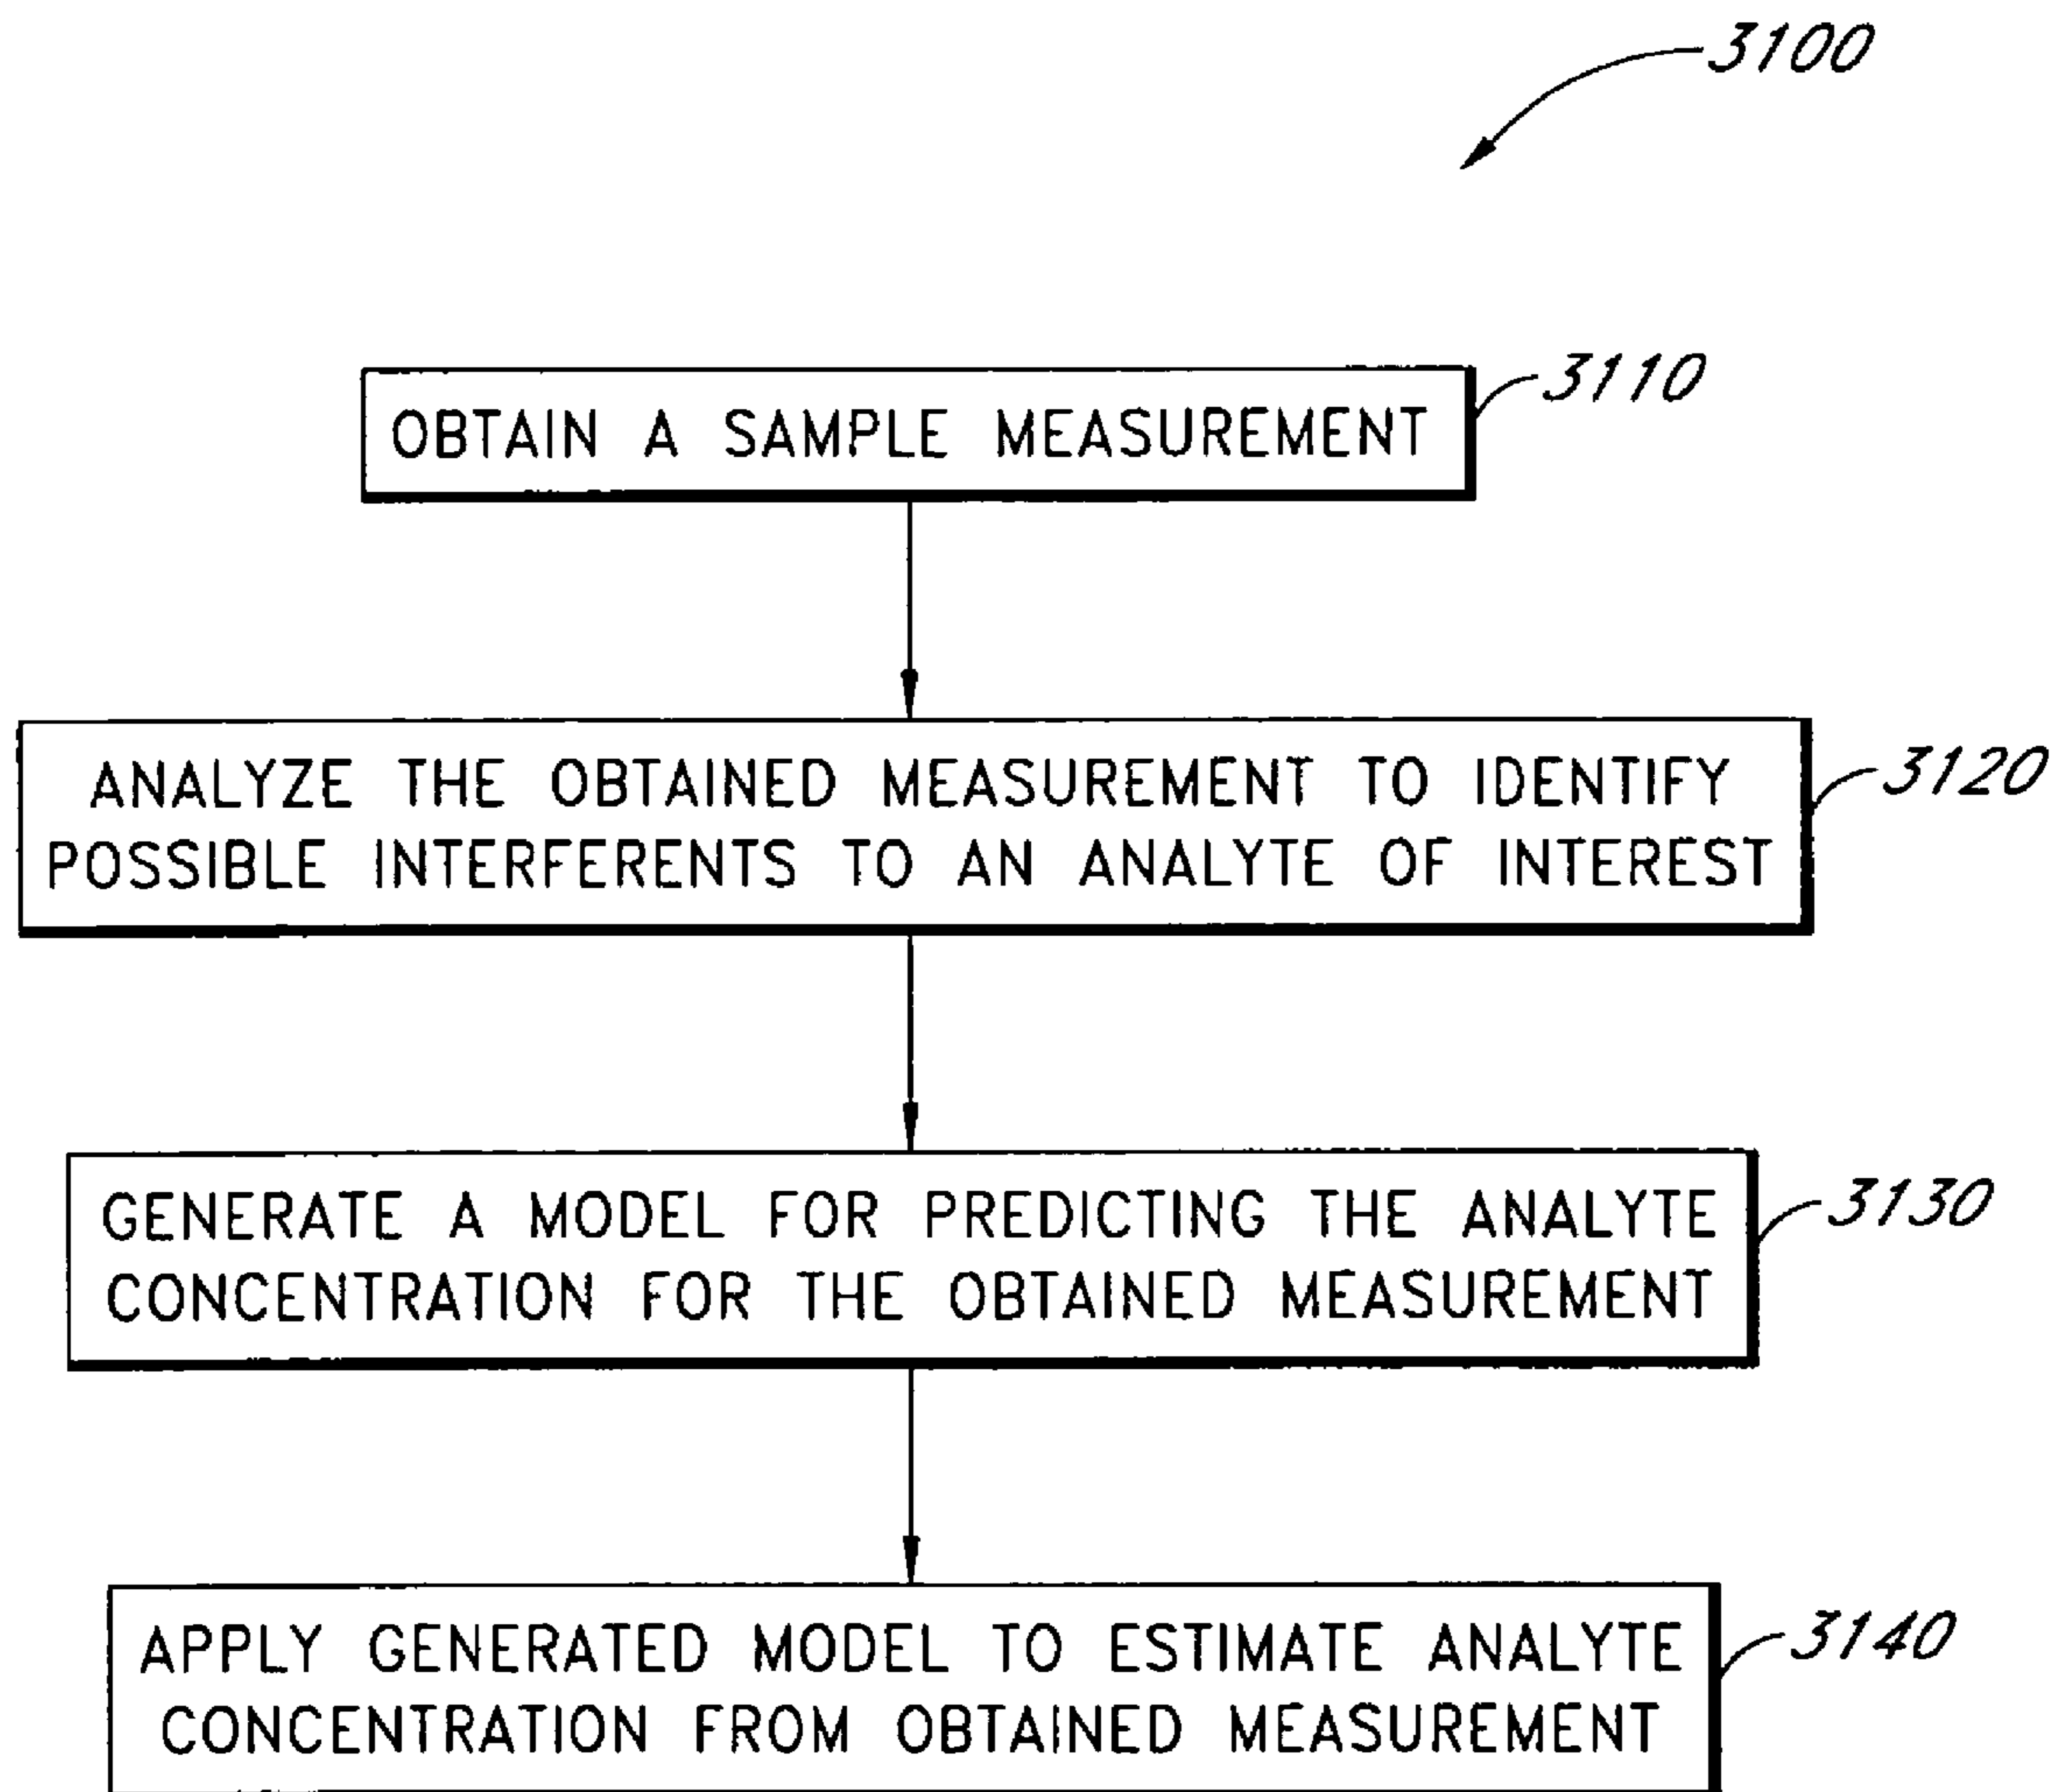 3100
OBTAIN A SAMPLE MEASUREMENT
3110
ANALYZE THE OBTAINED MEASUREMENT TO IDENTIFY
POSSIBLE INTERFERENTS TO AN ANALYTE OF INTEREST
3120
GENERATE A MODEL FOR PREDICTING THE ANALYTE
CONCENTRATION FOR THE OBTAINED MEASUREMENT
3130
APPLY GENERATED MODEL TO ESTIMATE ANALYTE
CONCENTRATION FROM OBTAINED MEASUREMENT
3140